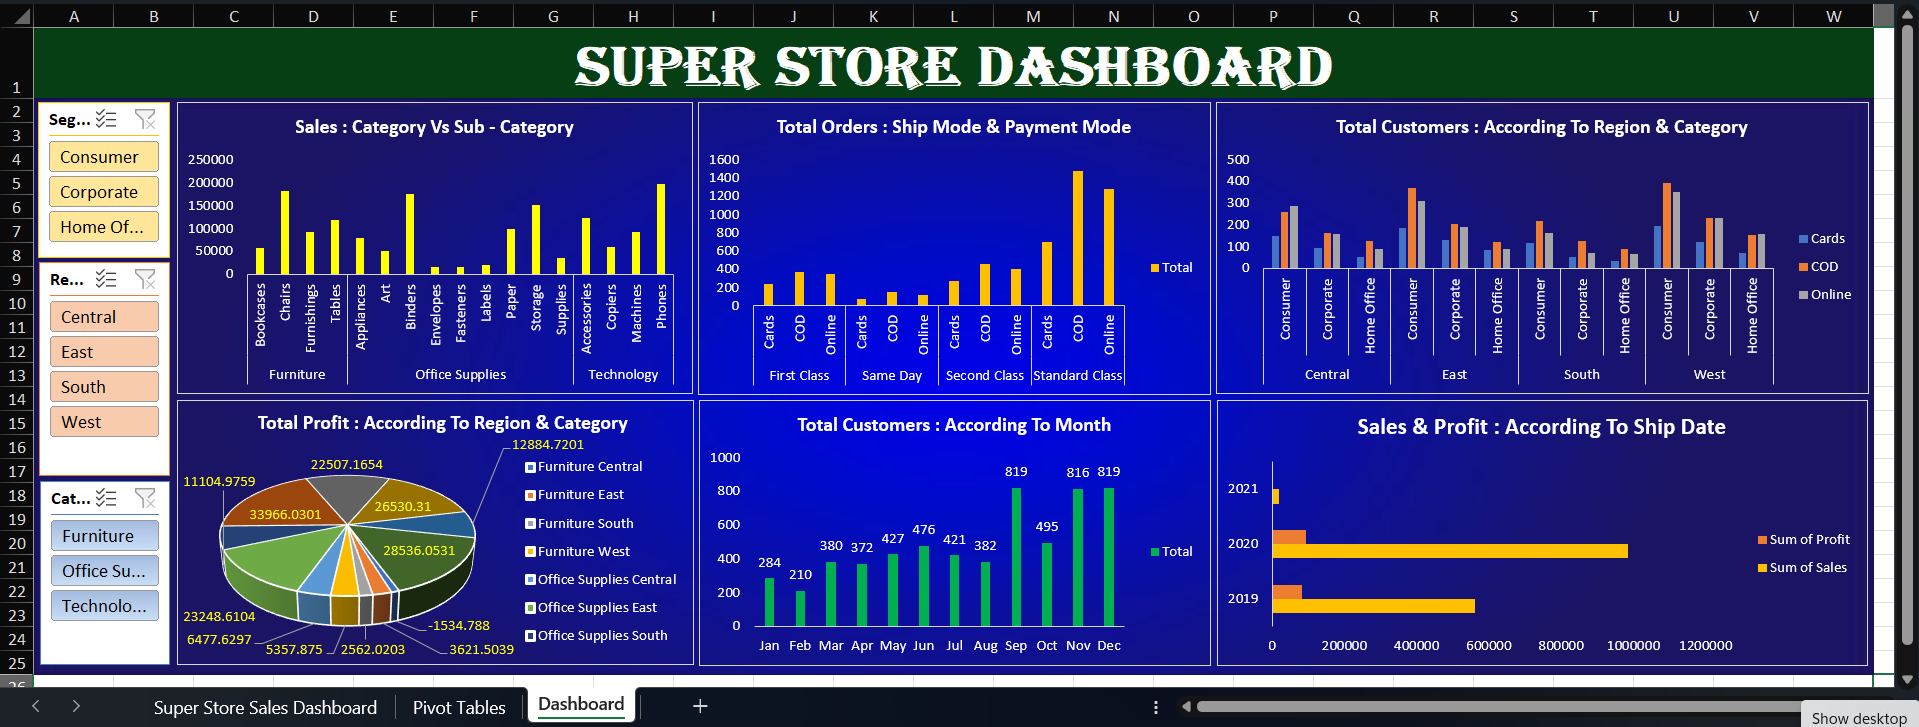 A B C D E F G H I J K L M N O P Q R S T U V W
1
2
3
4
5
6
7
8
9
10
11
12
13
14
15
16
17
18
19
20
21
22
23
24
25
26
SUPER STORE DASHBOARD
Seg...
Consumer
Corporate
Home Of...
Re...
Central
East
South
West
Cat...
Furniture
Office Su...
Technolo...
Sales : Category Vs Sub - Category
250000
200000
150000
100000
50000
0
Bookcases Chairs Furnishings Tables Appliances Art Binders Envelopes Fasteners Labels Paper Storage Supplies Accessories Copiers Machines Phones
Furniture Office Supplies Technology
Total Orders : Ship Mode & Payment Mode
1600
1400
1200
1000
800
600
400
200
0
Cards COD Online Cards COD Online Cards COD Online Cards COD Online
First Class Same Day Second Class Standard Class
Total
Total Customers : According To Region & Category
500
400
300
200
100
0
Consumer Corporate Home Office Consumer Corporate Home Office Consumer Corporate Home Office Consumer Corporate Home Office
Central East South West
Cards
COD
Online
Total Profit : According To Region & Category
12884.7201
22507.1654
11104.9759
26530.31
33966.0301
28536.0531
23248.6104
-1534.788
6477.6297
5357.875 2562.0203 3621.5039
Furniture Central
Furniture East
Furniture South
Furniture West
Office Supplies Central
Office Supplies East
Office Supplies South
Total Customers : According To Month
1000
800
600
400
200
0
284 210 380 372 427 476 421 382 819 495 816 819
Jan Feb Mar Apr May Jun Jul Aug Sep Oct Nov Dec
Total
Sales & Profit : According To Ship Date
2021
2020
2019
0 200000 400000 600000 800000 1000000 1200000
Sum of Profit
Sum of Sales
Super Store Sales Dashboard Pivot Tables Dashboard
Show desktop